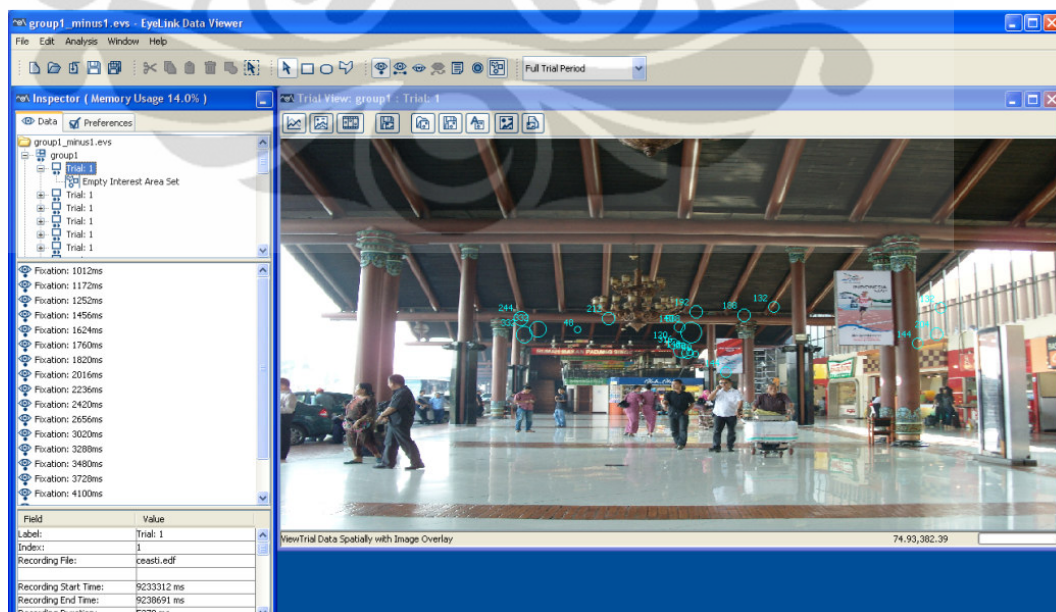 group1_minus1.evs - EyeLink Data Viewer
File Edit Analysis Window Help
Full Trial Period
Inspector ( Memory Usage 14.0% )
Data Preferences
group1_minus1.evs
group1
Trial: 1
Empty Interest Area Set
Trial: 1
Trial: 1
Trial: 1
Trial: 1
Trial: 1
Fixation: 1012ms
Fixation: 1172ms
Fixation: 1252ms
Fixation: 1456ms
Fixation: 1624ms
Fixation: 1760ms
Fixation: 1820ms
Fixation: 2016ms
Fixation: 2236ms
Fixation: 2420ms
Fixation: 2656ms
Fixation: 3020ms
Fixation: 3288ms
Fixation: 3480ms
Fixation: 3728ms
Fixation: 4100ms
Field Value
Label: Trial: 1
Index: 1
Recording File: ceasti.edf
Recording Start Time: 9233312 ms
Recording End Time: 9238691 ms
Trial View: group1 : Trial: 1
244
332
48
212
192
188
132
132
144
INDONESIA
ViewTrial Data Spatially with Image Overlay
74.93,382.39